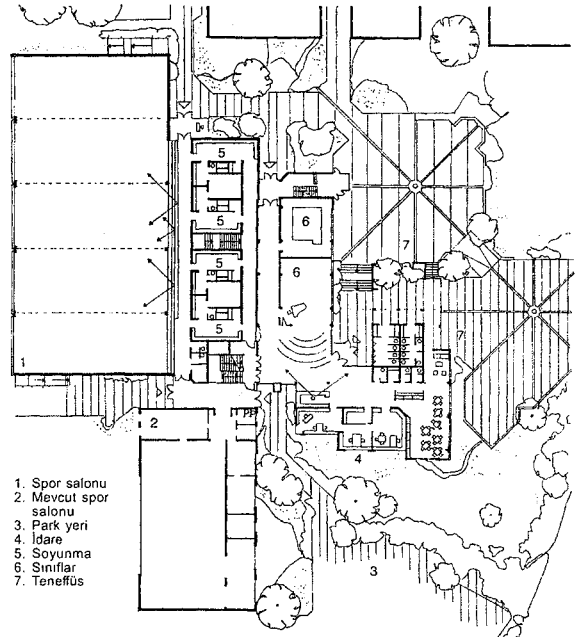 5
5
5
5
6
6
7
7
1
2
4
3
1. Spor salonu
2. Mevcut spor
salonu
3. Park yeri
4. İdare
5. Soyunma
6. Sınıflar
7. Teneffüs